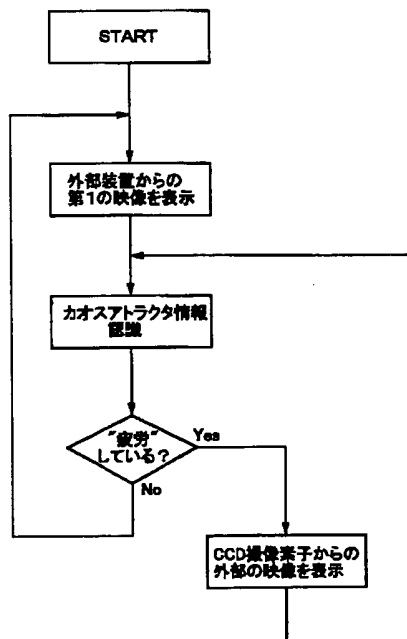 START
外部装置からの
第1の映像を表示
カオスアトラクタ情報
認識
"疲労"
している？
Yes
No
CCD撮像素子からの
外部の映像を表示